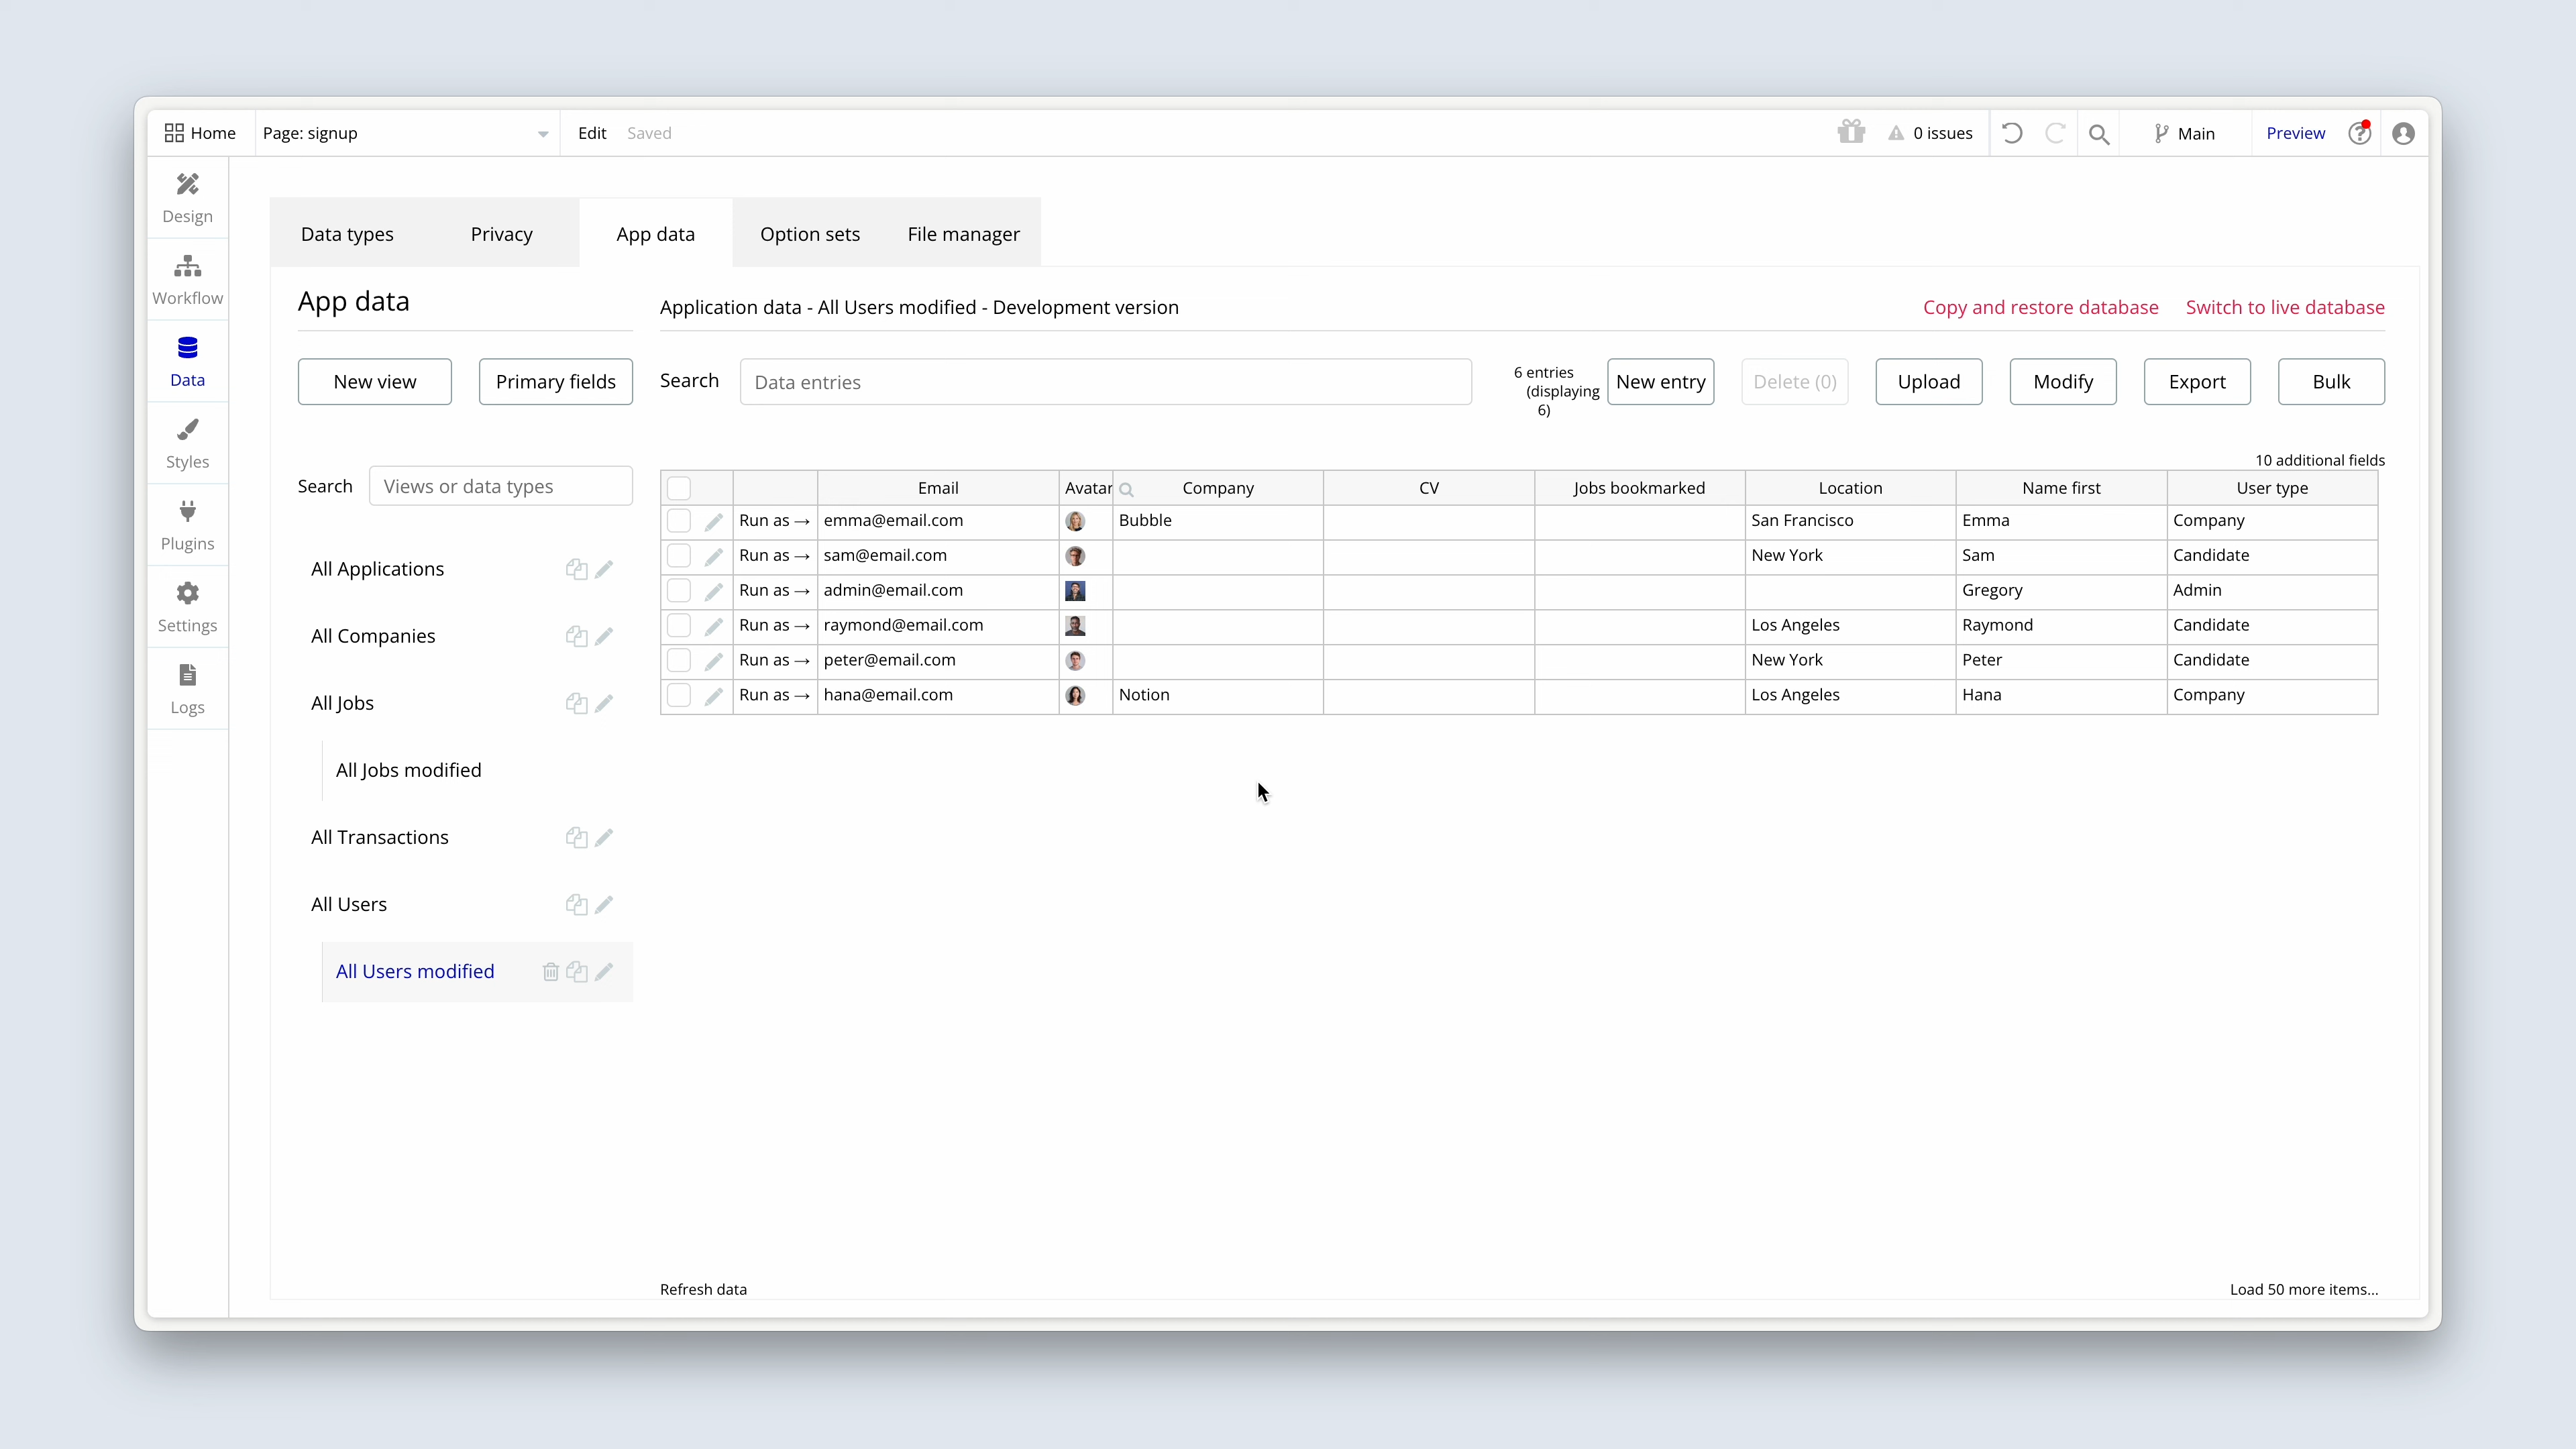 Home
Page: signup
Edit
Saved
0 issues
Main
Preview
Design
Workflow
Data
Styles
Plugins
Settings
Logs
Data types
Privacy
App data
Option sets
File manager
App data
Application data - All Users modified - Development version
Copy and restore database
Switch to live database
New view
Primary fields
Search
Data entries
6 entries
(displaying
6)
New entry
Delete (0)
Upload
Modify
Export
Bulk
10 additional fields
Search
Views or data types
All Applications
All Companies
All Jobs
All Jobs modified
All Transactions
All Users
All Users modified
Email Avatar Company CV Jobs bookmarked Location Name first User type
Run as → emma@email.com Bubble San Francisco Emma Company
Run as → sam@email.com New York Sam Candidate
Run as → admin@email.com Gregory Admin
Run as → raymond@email.com Los Angeles Raymond Candidate
Run as → peter@email.com New York Peter Candidate
Run as → hana@email.com Notion Los Angeles Hana Company
Refresh data
Load 50 more items...